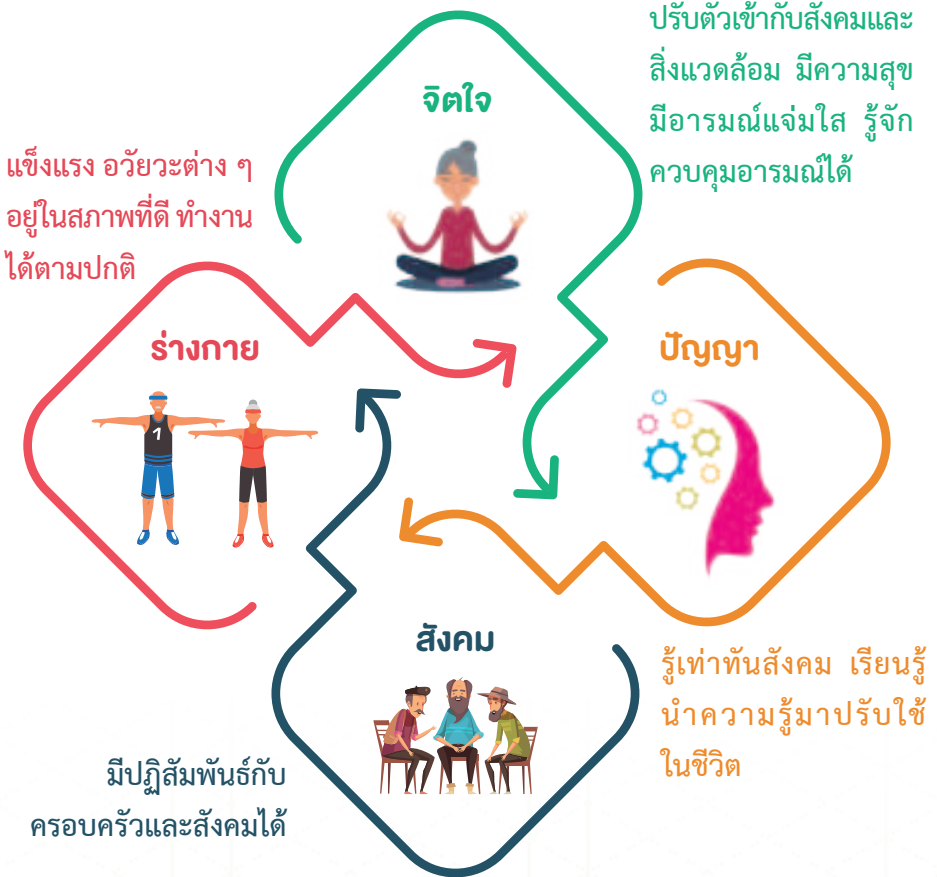 จิตใจ
ปรับตัวเข้ากับสังคมและ
สิ่งแวดล้อม มีความสุข
มีอารมณ์แจ่มใส รู้จัก
ควบคุมอารมณ์ได้
แข็งแรง อวัยวะต่าง ๆ
อยู่ในสภาพที่ดี ทำงาน
ได้ตามปกติ
ร่างกาย
1
ปัญญา
รู้เท่าทันสังคม เรียนรู้
นำความรู้มาปรับใช้
ในชีวิต
สังคม
มีปฏิสัมพันธ์กับ
ครอบครัวและสังคมได้